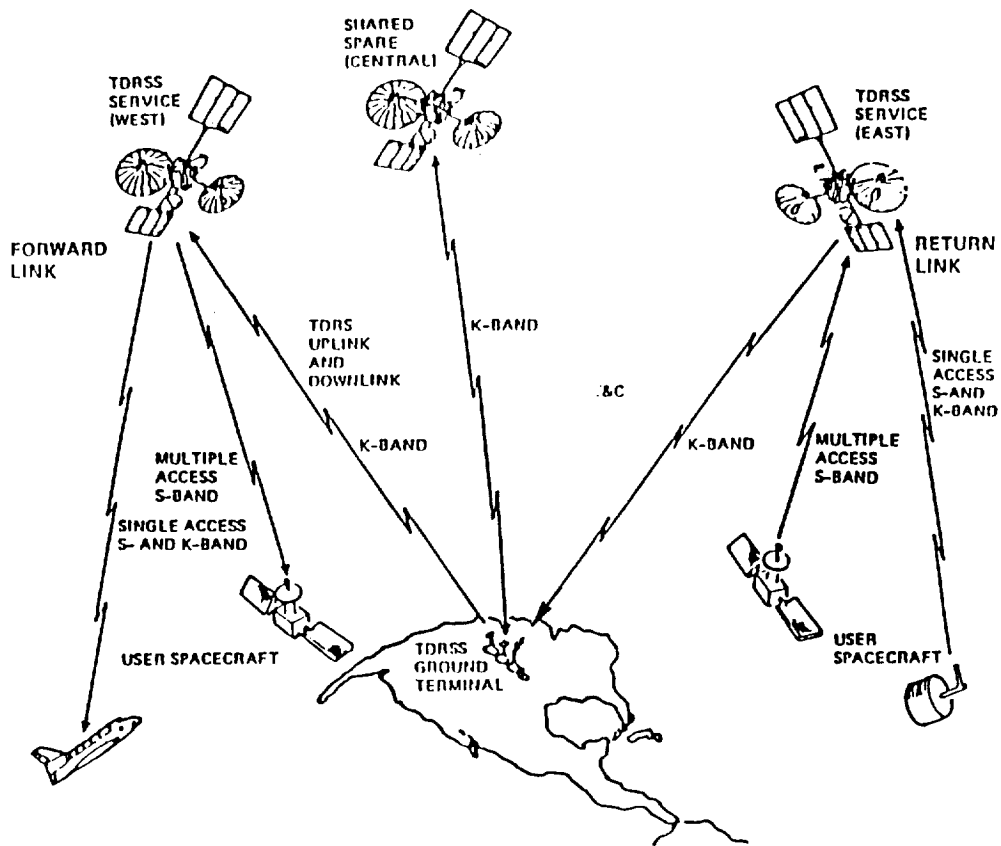 SHARED
SPARE
(CENTRAL)
TDRSS
SERVICE
(WEST)
TDRSS
SERVICE
(EAST)
FORWARD
LINK
RETURN
LINK
TDRS
UPLINK
AND
DOWNLINK
K-BAND
K-BAND
&C
K-BAND
SINGLE
ACCESS
S-AND
K-BAND
MULTIPLE
ACCESS
S-BAND
MULTIPLE
ACCESS
S-BAND
SINGLE ACCESS
S- AND K-BAND
USER SPACECRAFT
TDRSS
GROUND
TERMINAL
USER
SPACECRAFT